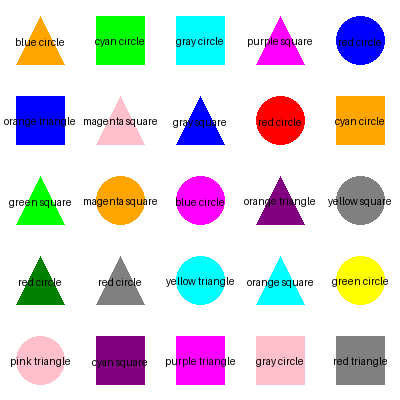 blue circle
cyan circle
gray circle
purple square
red circle
orange triangle
magenta square
gray square
red circle
cyan circle
green square
magenta square
blue circle
orange triangle
yellow square
red circle
red circle
yellow triangle
orange square
green circle
pink triangle
cyan square
purple triangle
gray circle
red triangle